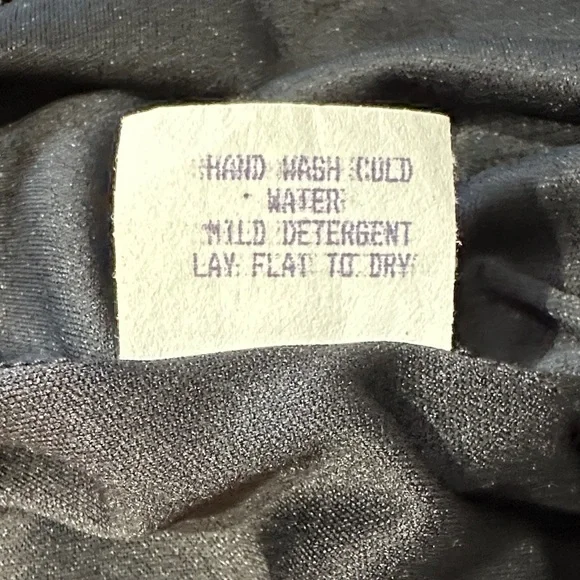 HAND WASH COLD
WATER
MILD DETERGENT
LAY FLAT TO DRY